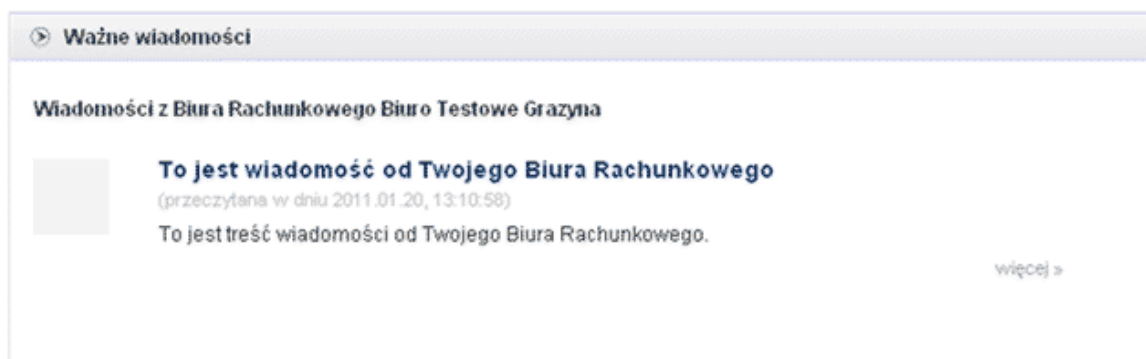 Ważne wiadomości
Wiadomości z Biura Rachunkowego Biuro Testowe Grazyna
To jest wiadomość od Twojego Biura Rachunkowego
(przeczytana w dniu 2011.01.20, 13:10:58)
To jest treść wiadomości od Twojego Biura Rachunkowego.
więcej »